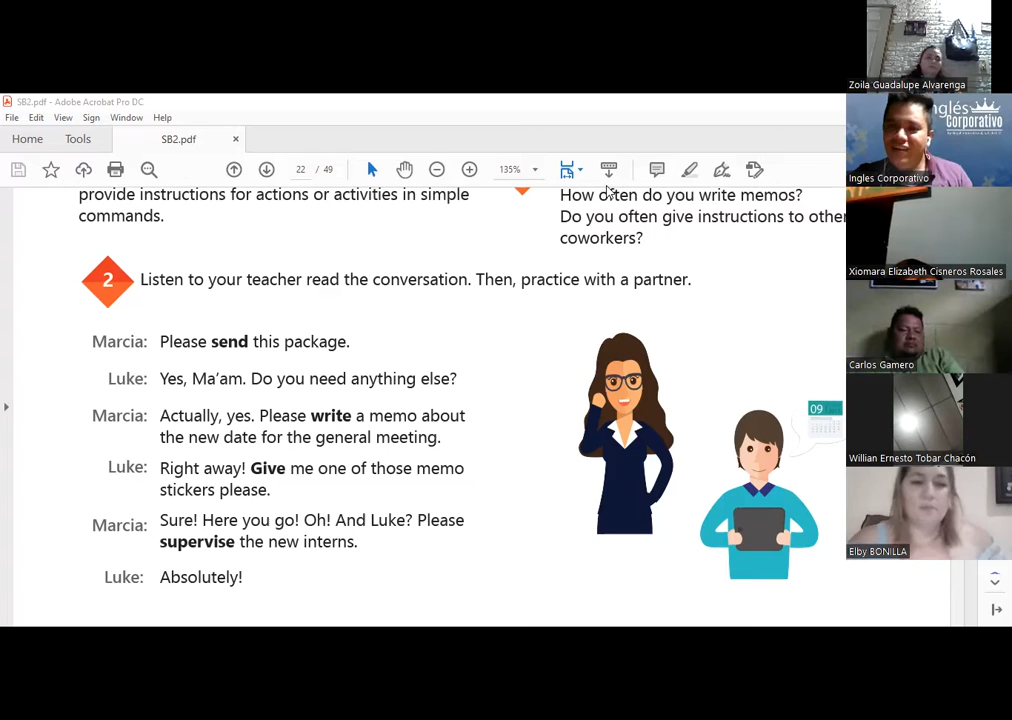 SB2.pdf - Adobe Acrobat Pro DC
File Edit View Sign Window Help
Home Tools SB2.pdf ×
22 / 49 135%
provide instructions for actions or activities in simple
commands.
How often do you write memos?
Do you often give instructions to other
coworkers?
2 Listen to your teacher read the conversation. Then, practice with a partner.
Marcia: Please send this package.
Luke: Yes, Ma'am. Do you need anything else?
Marcia: Actually, yes. Please write a memo about
the new date for the general meeting.
Luke: Right away! Give me one of those memo
stickers please.
Marcia: Sure! Here you go! Oh! And Luke? Please
supervise the new interns.
Luke: Absolutely!
09
Zoila Guadalupe Alvarenga
Inglés
Corporativo
Ingles Corporativo
Xiomara Elizabeth Cisneros Rosales
Carlos Gamero
Willian Ernesto Tobar Chacón
Elby BONILLA